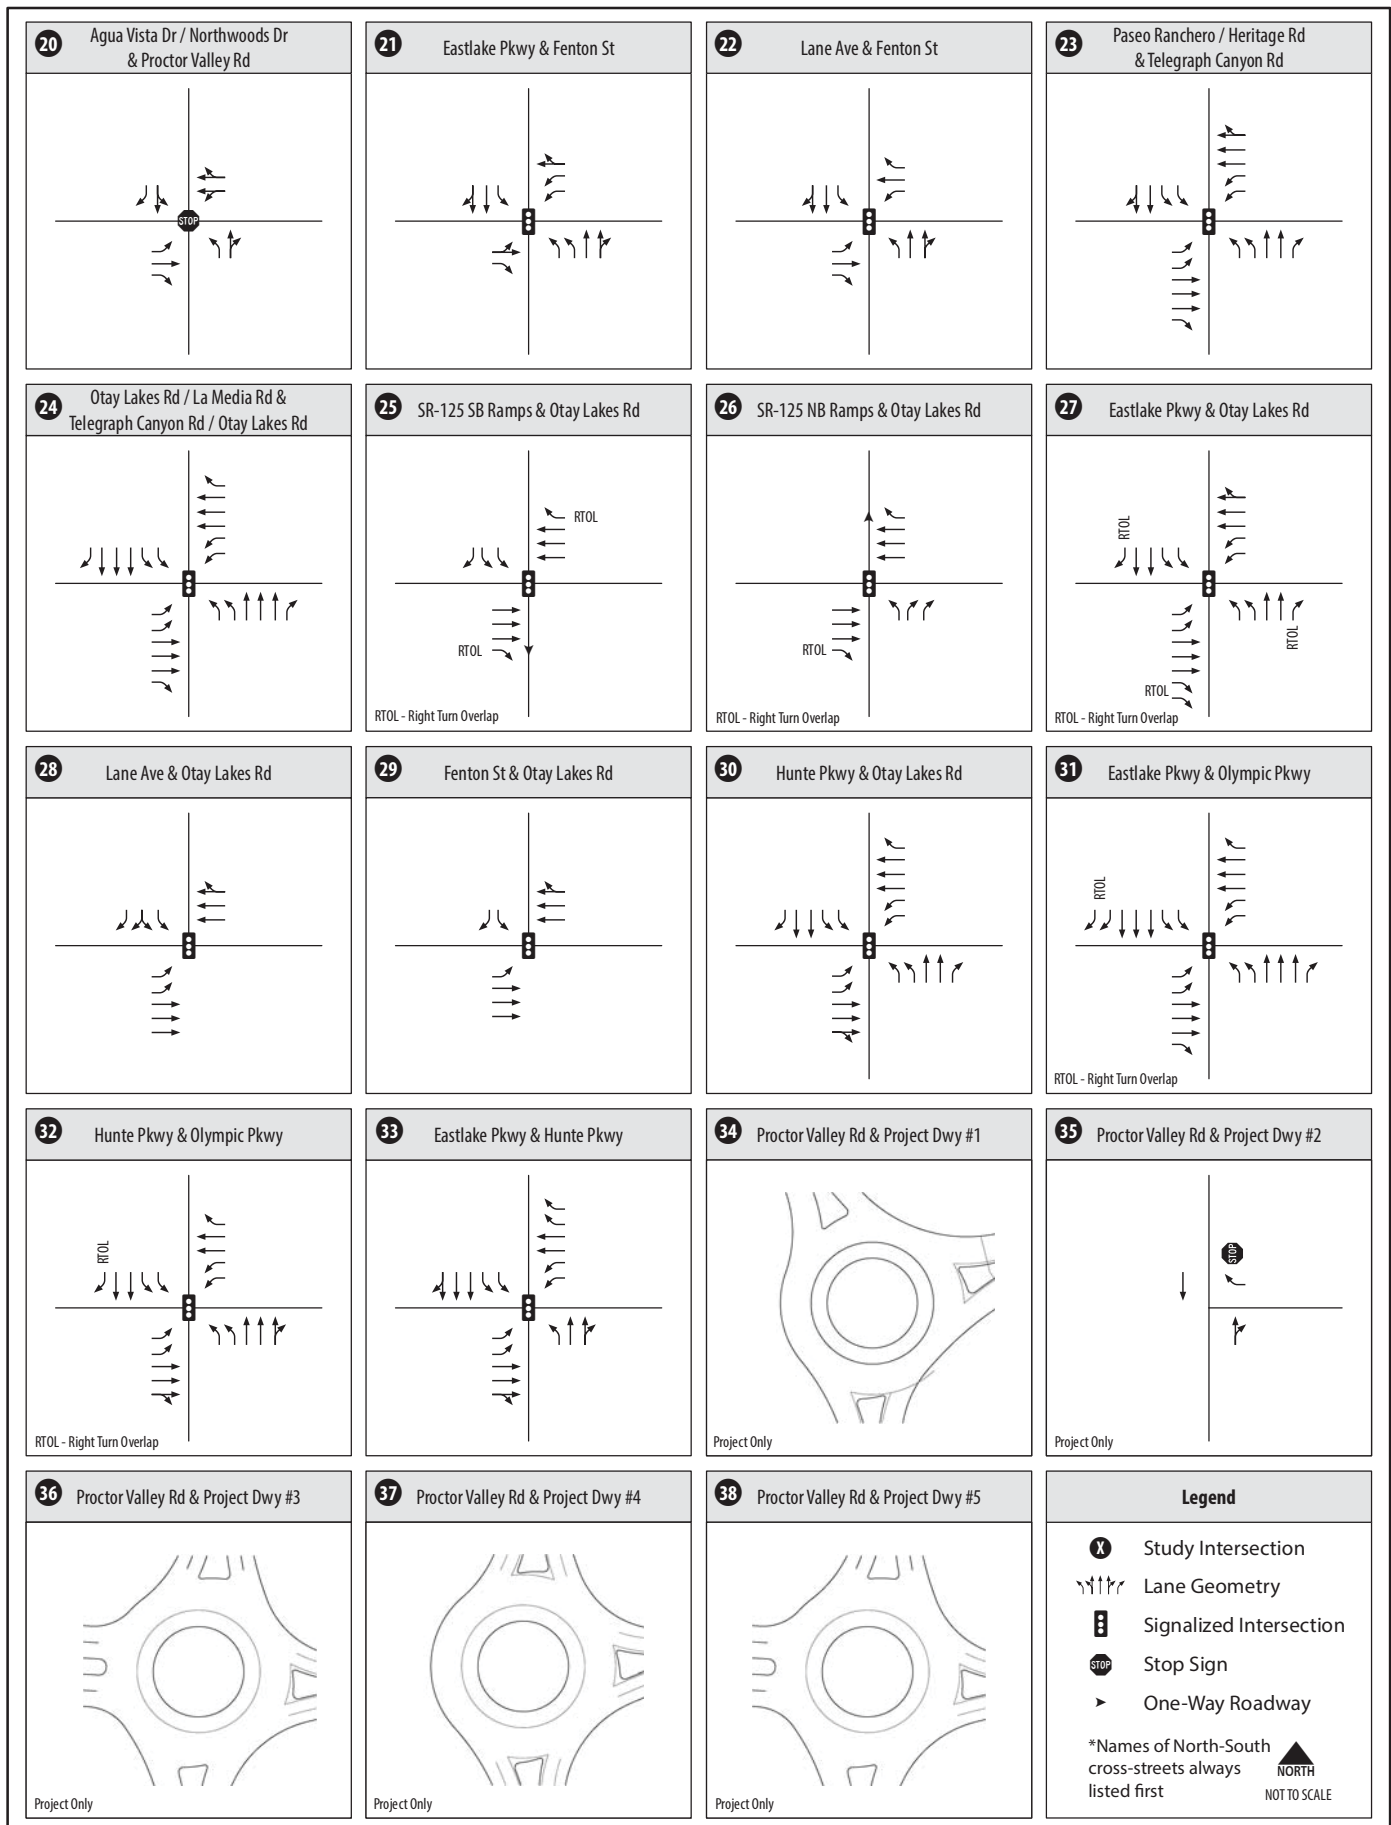 20 Agua Vista Dr / Northwoods Dr
& Proctor Valley Rd
STOP
21 Eastlake Pkwy & Fenton St
22 Lane Ave & Fenton St
23 Paseo Ranchero / Heritage Rd
& Telegraph Canyon Rd
24 Otay Lakes Rd / La Media Rd &
Telegraph Canyon Rd / Otay Lakes Rd
25 SR-125 SB Ramps & Otay Lakes Rd
RTOL
RTOL
RTOL - Right Turn Overlap
26 SR-125 NB Ramps & Otay Lakes Rd
RTOL
RTOL - Right Turn Overlap
27 Eastlake Pkwy & Otay Lakes Rd
RTOL
RTOL
RTOL
RTOL - Right Turn Overlap
28 Lane Ave & Otay Lakes Rd
29 Fenton St & Otay Lakes Rd
30 Hunte Pkwy & Otay Lakes Rd
31 Eastlake Pkwy & Olympic Pkwy
RTOL
RTOL - Right Turn Overlap
32 Hunte Pkwy & Olympic Pkwy
RTOL
RTOL - Right Turn Overlap
33 Eastlake Pkwy & Hunte Pkwy
34 Proctor Valley Rd & Project Dwy #1
Project Only
35 Proctor Valley Rd & Project Dwy #2
STOP
Project Only
36 Proctor Valley Rd & Project Dwy #3
Project Only
37 Proctor Valley Rd & Project Dwy #4
Project Only
38 Proctor Valley Rd & Project Dwy #5
Project Only
Legend
X Study Intersection
Lane Geometry
Signalized Intersection
STOP Stop Sign
One-Way Roadway
*Names of North-South
cross-streets always
listed first
NORTH
NOT TO SCALE